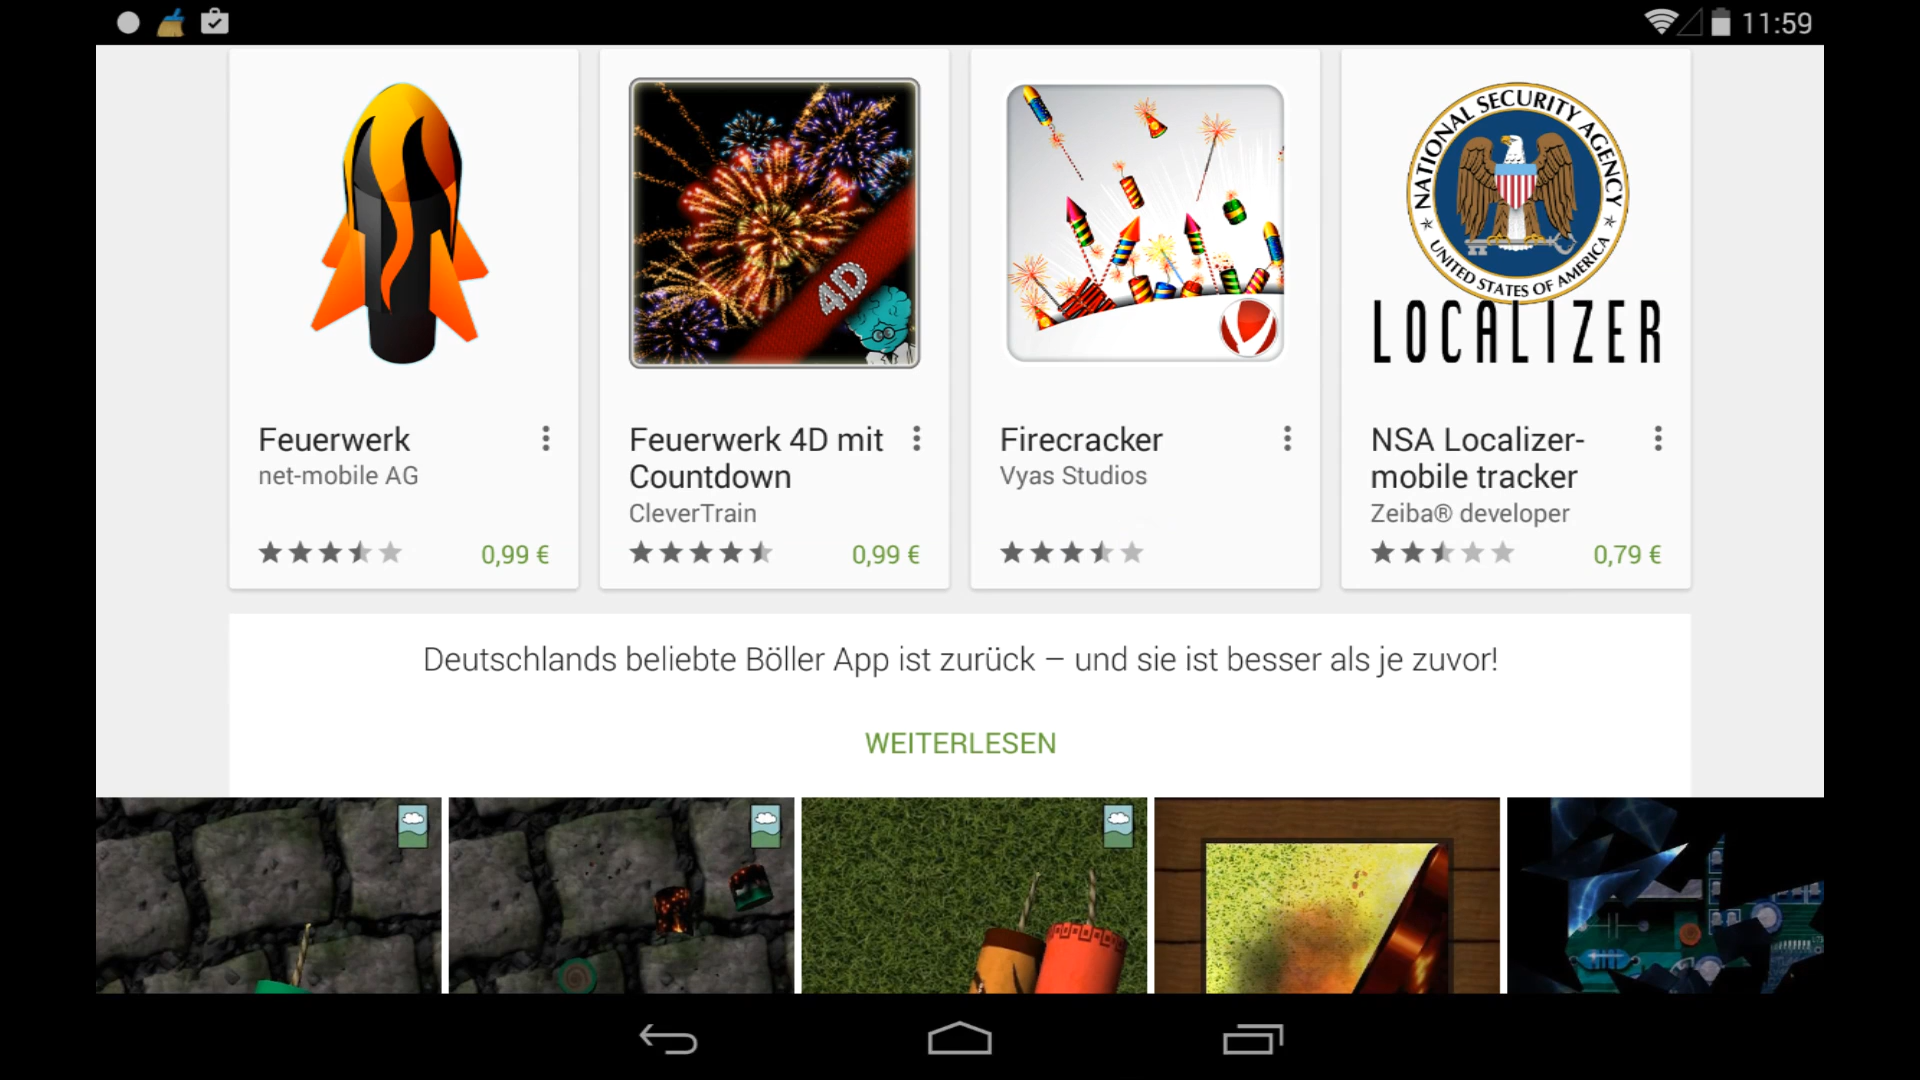 11:59
4D
NATIONAL SECURITY AGENCY
UNITED STATES OF AMERICA
LOCALIZER
Feuerwerk
net-mobile AG
0,99 €
Feuerwerk 4D mit
Countdown
CleverTrain
0,99 €
Firecracker
Vyas Studios
NSA Localizer-
mobile tracker
Zeiba® developer
0,79 €
Deutschlands beliebte Böller App ist zurück – und sie ist besser als je zuvor!
WEITERLESEN